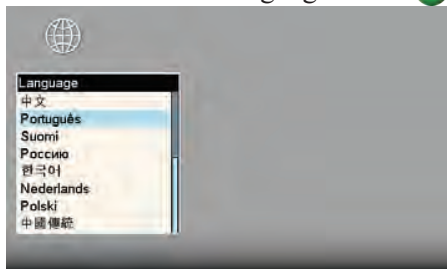 Language
中文
Português
Suomi
Россию
한국어
Nederlands
Polski
中國傳統